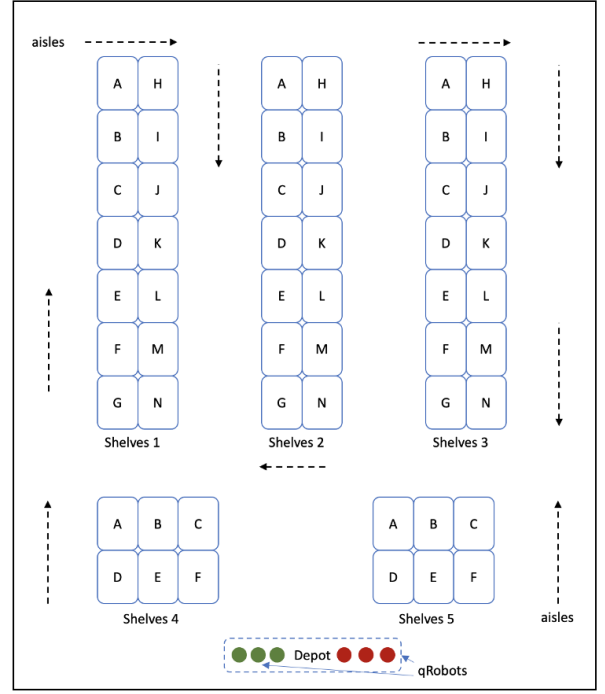 aisles
A H A H A H
B I B I B I
C J C J C J
D K D K D K
E L E L E L
F M F M F M
G N G N G N
Shelves 1 Shelves 2 Shelves 3
A B C A B C
D E F D E F
Shelves 4 Shelves 5 aisles
Depot
qRobots